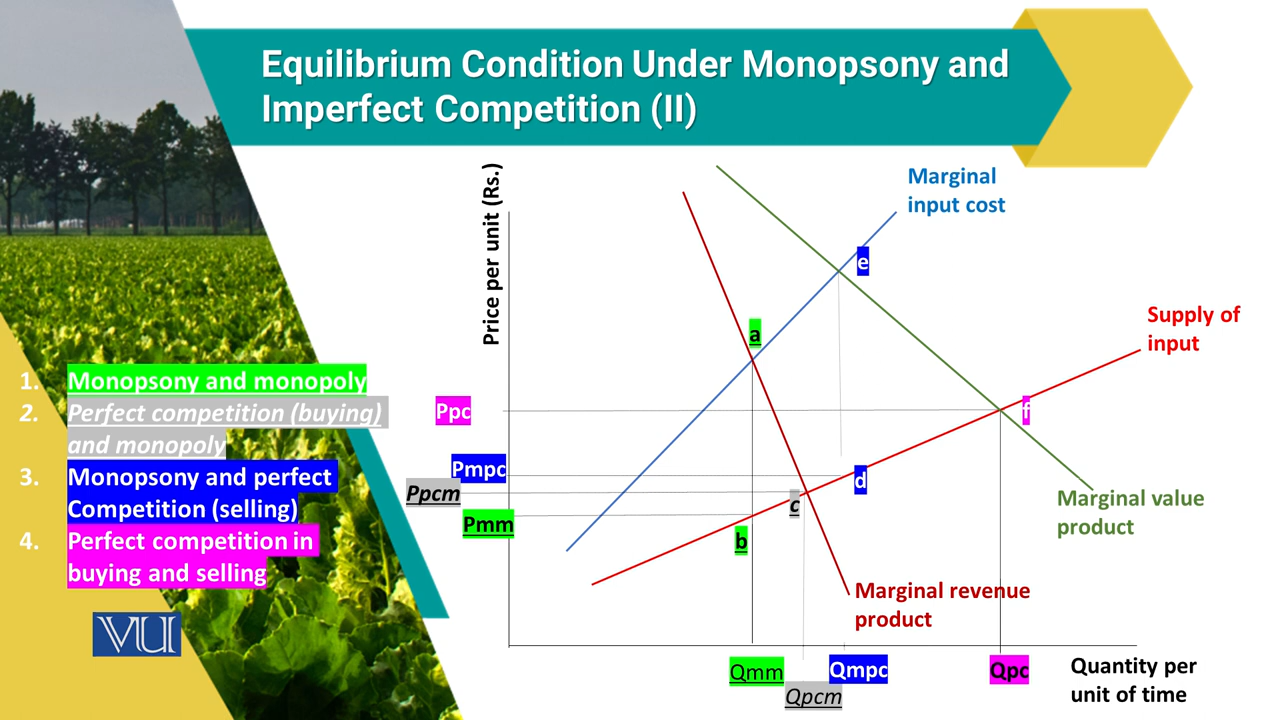 Equilibrium Condition Under Monopsony and
Imperfect Competition (II)
Price per unit (Rs.)
Marginal
input cost
e
Supply of
input
a
1. Monopsony and monopoly
2. Perfect competition (buying)
and monopoly
3. Monopsony and perfect
Competition (selling)
4. Perfect competition in
buying and selling
Ppc
f
Pmpc
d
Ppcm
c
Pmm
b
Marginal value
product
Marginal revenue
product
VU
Qmm
Qmpc
Qpc
Qpcm
Quantity per
unit of time